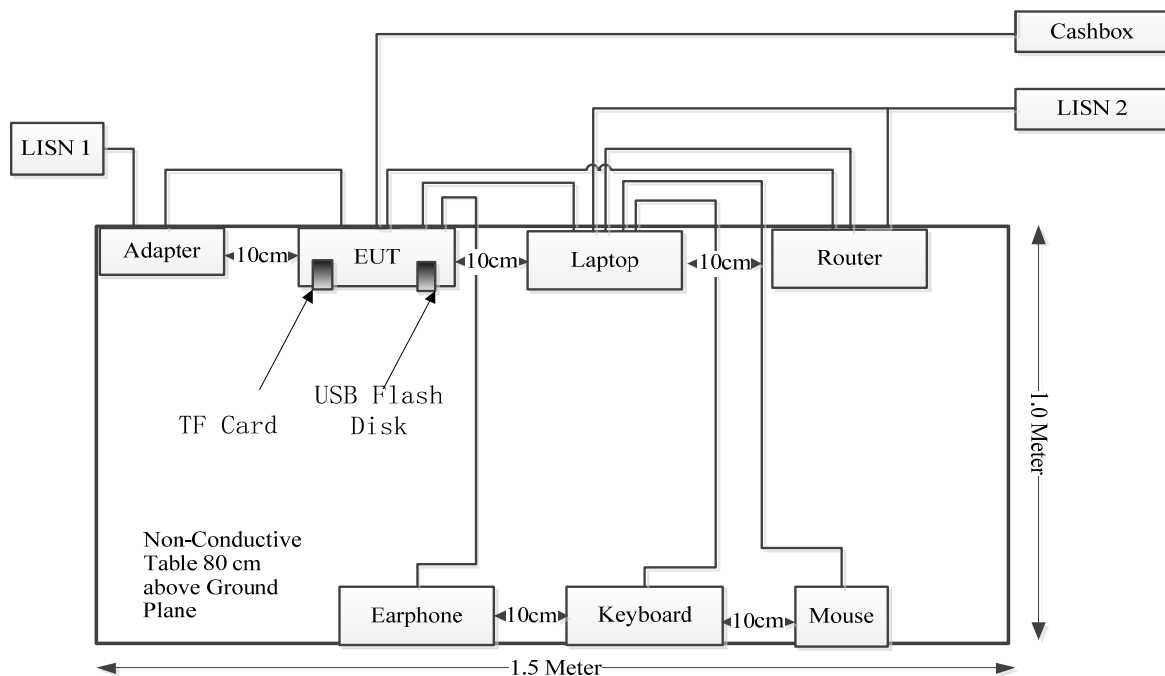 Cashbox
LISN 2
LISN 1
Adapter
10cm
EUT
10cm
Laptop
10cm
Router
TF Card
USB Flash
Disk
1.0 Meter
Non-Conductive
Table 80 cm
above Ground
Plane
Earphone
10cm
Keyboard
10cm
Mouse
1.5 Meter